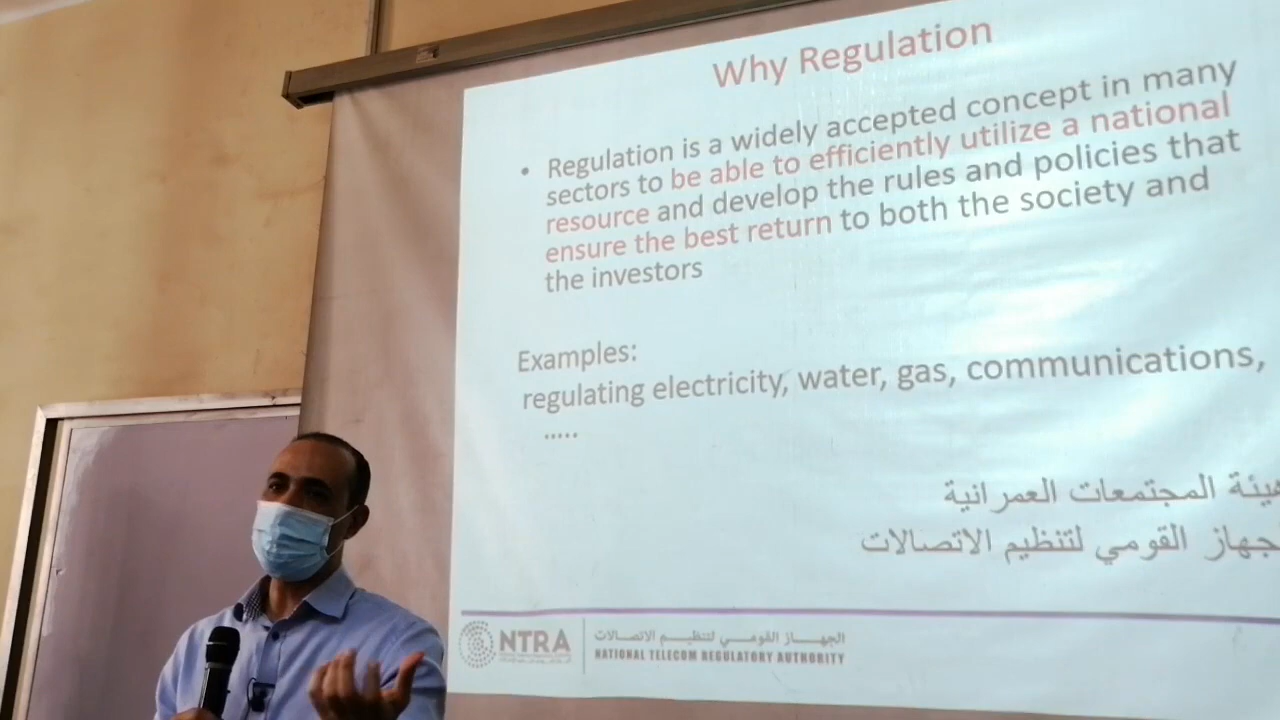 Why Regulation
• Regulation is a widely accepted concept in many
sectors to be able to efficiently utilize a national
resource and develop the rules and policies that
ensure the best return to both the society and
the investors
Examples:
regulating electricity, water, gas, communications,
.....
هيئة المجتمعات العمرانية
جهاز القومي لتنظيم الاتصالات
NTRA
الجهاز القومي لتنظيم الاتصالات
NATIONAL TELECOM REGULATORY AUTHORITY